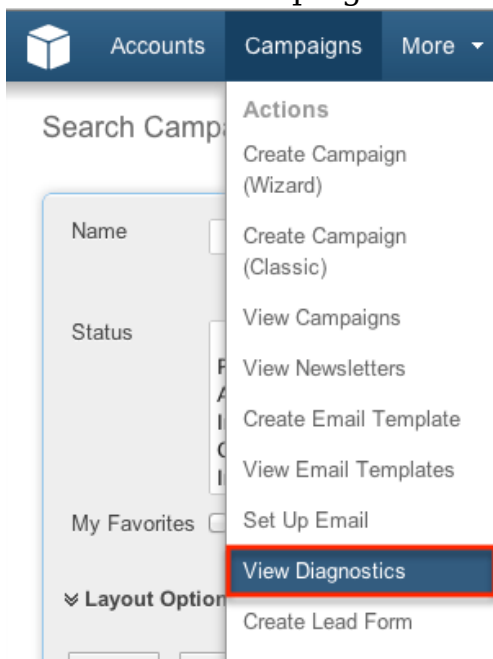 Accounts Campaigns More
Search Camp
Actions
Create Campaign
(Wizard)
Name
Create Campaign
(Classic)
View Campaigns
Status
View Newsletters
Create Email Template
View Email Templates
My Favorites
Set Up Email
View Diagnostics
Layout Option
Create Lead Form